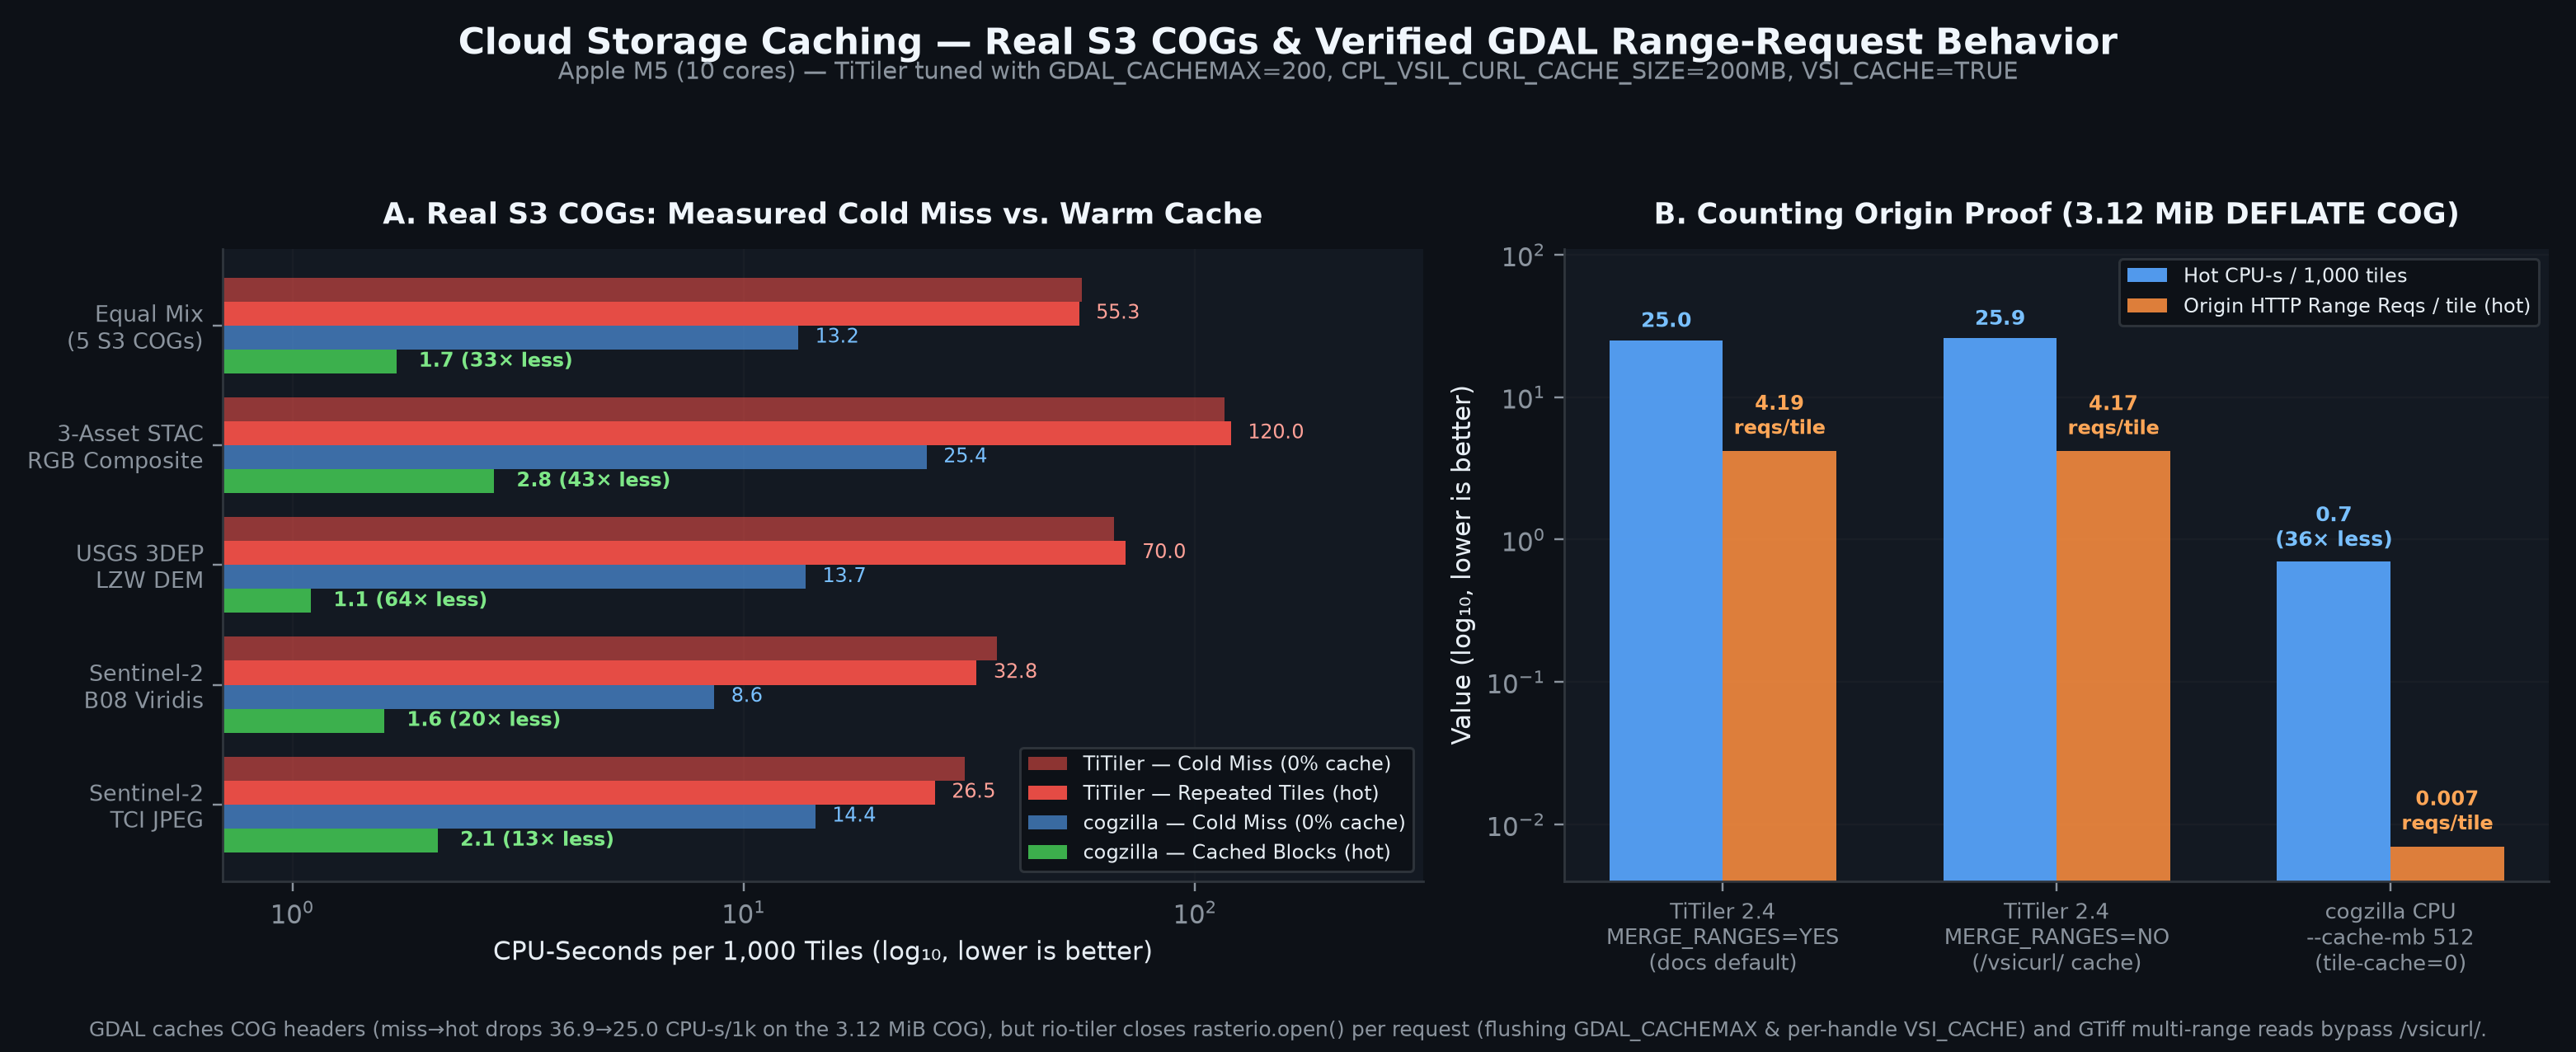 Cloud Storage Caching — Real S3 COGs & Verified GDAL Range-Request Behavior
Apple M5 (10 cores) — TiTiler tuned with GDAL_CACHEMAX=200, CPL_VSIL_CURL_CACHE_SIZE=200MB, VSI_CACHE=TRUE
A. Real S3 COGs: Measured Cold Miss vs. Warm Cache
Equal Mix
(5 S3 COGs)
55.3
13.2
1.7 (33× less)
3-Asset STAC
RGB Composite
120.0
25.4
2.8 (43× less)
USGS 3DEP
LZW DEM
70.0
13.7
1.1 (64× less)
Sentinel-2
B08 Viridis
32.8
8.6
1.6 (20× less)
Sentinel-2
TCI JPEG
26.5
14.4
2.1 (13× less)
TiTiler — Cold Miss (0% cache)
TiTiler — Repeated Tiles (hot)
cogzilla — Cold Miss (0% cache)
cogzilla — Cached Blocks (hot)
10⁰
10¹
10²
CPU-Seconds per 1,000 Tiles (log₁₀, lower is better)
B. Counting Origin Proof (3.12 MiB DEFLATE COG)
Value (log₁₀, lower is better)
10²
10¹
10⁰
10⁻¹
10⁻²
Hot CPU-s / 1,000 tiles
Origin HTTP Range Reqs / tile (hot)
25.0
4.19
reqs/tile
25.9
4.17
reqs/tile
0.7
(36× less)
0.007
reqs/tile
TiTiler 2.4
MERGE_RANGES=YES
(docs default)
TiTiler 2.4
MERGE_RANGES=NO
(/vsicurl/ cache)
cogzilla CPU
--cache-mb 512
(tile-cache=0)
GDAL caches COG headers (miss→hot drops 36.9→25.0 CPU-s/1k on the 3.12 MiB COG), but rio-tiler closes rasterio.open() per request (flushing GDAL_CACHEMAX & per-handle VSI_CACHE) and GTiff multi-range reads bypass /vsicurl/.